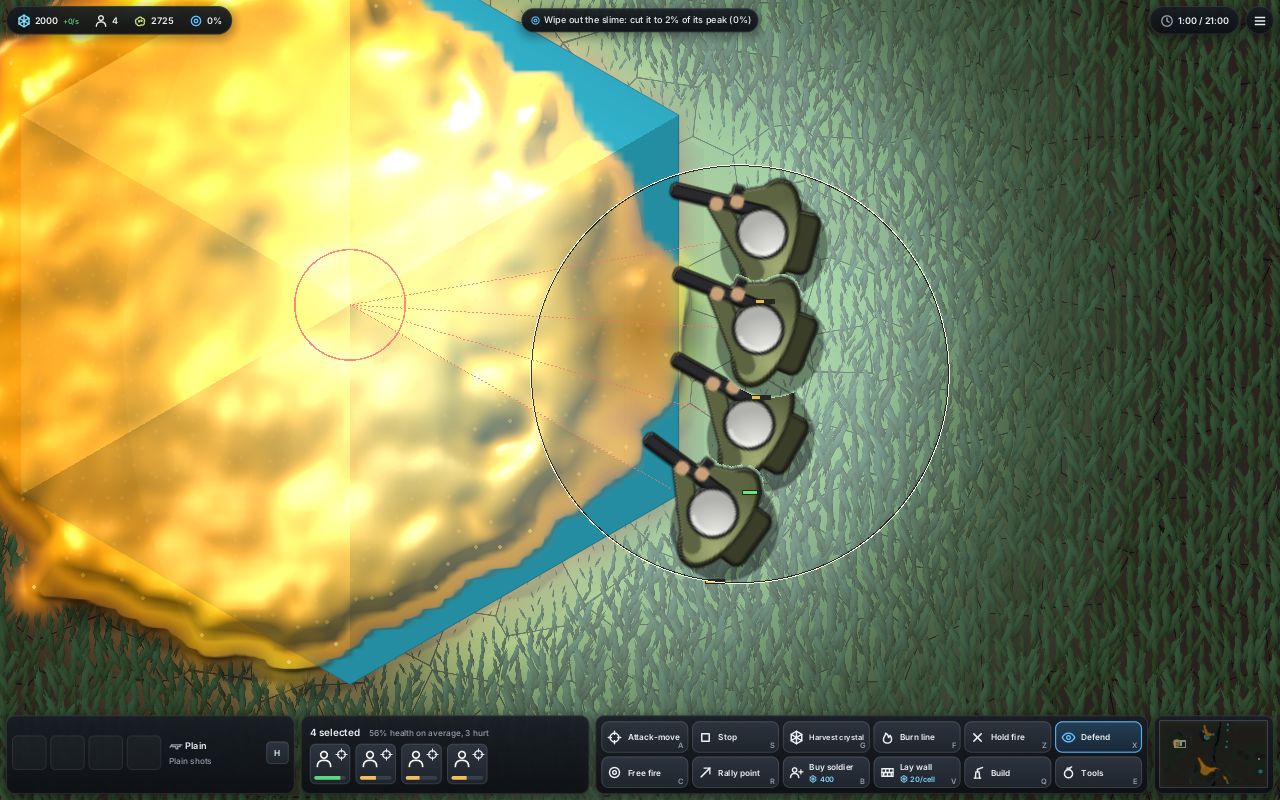 2000 +0/s 4 2725 0%
Wipe out the slime: cut it to 2% of its peak (0%)
1:00 / 21:00
Plain
Plain shots
H
4 selected 56% health on average, 3 hurt
Attack-move A
Stop S
Harvest crystal G
Burn line F
Hold fire Z
Defend X
Free fire C
Rally point R
Buy soldier 400 B
Lay wall 20/cell V
Build Q
Tools E